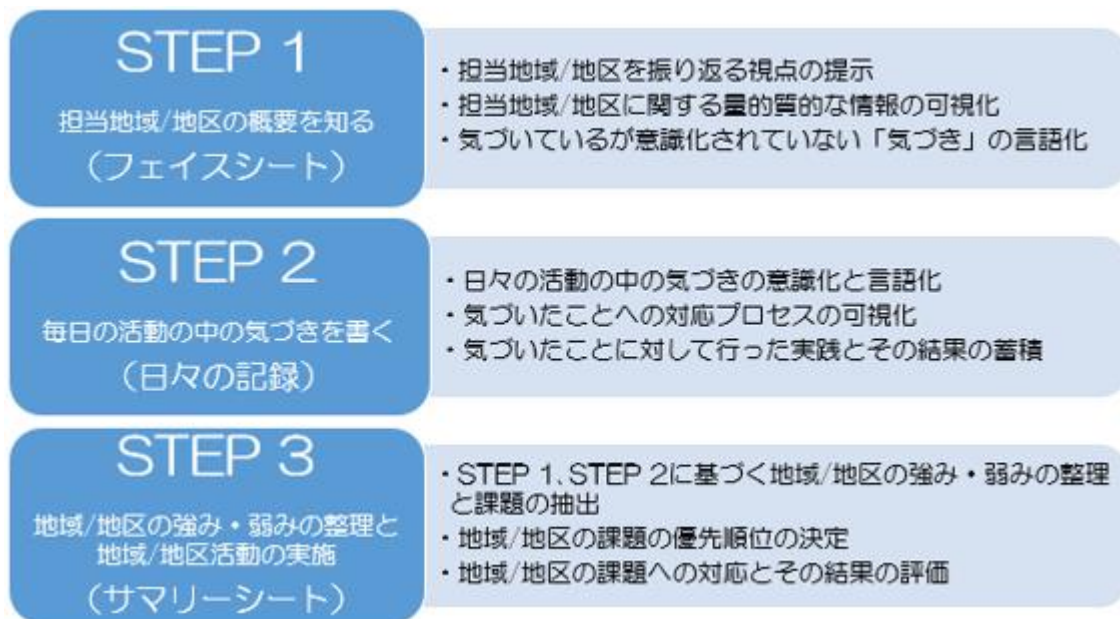 STEP 1
担当地域/地区の概要を知る
（フェイスシート）
・担当地域/地区を振り返る視点の提示
・担当地域/地区に関する量的質的な情報の可視化
・気づいているが意識化されていない「気づき」の言語化
STEP 2
毎日の活動の中の気づきを書く
（日々の記録）
・日々の活動の中の気づきの意識化と言語化
・気づいたことへの対応プロセスの可視化
・気づいたことに対して行った実践とその結果の蓄積
STEP 3
地域/地区の強み・弱みの整理と
地域/地区活動の実施
（サマリーシート）
・STEP 1、STEP 2に基づく地域/地区の強み・弱みの整理
と課題の抽出
・地域/地区の課題の優先順位の決定
・地域/地区の課題への対応とその結果の評価